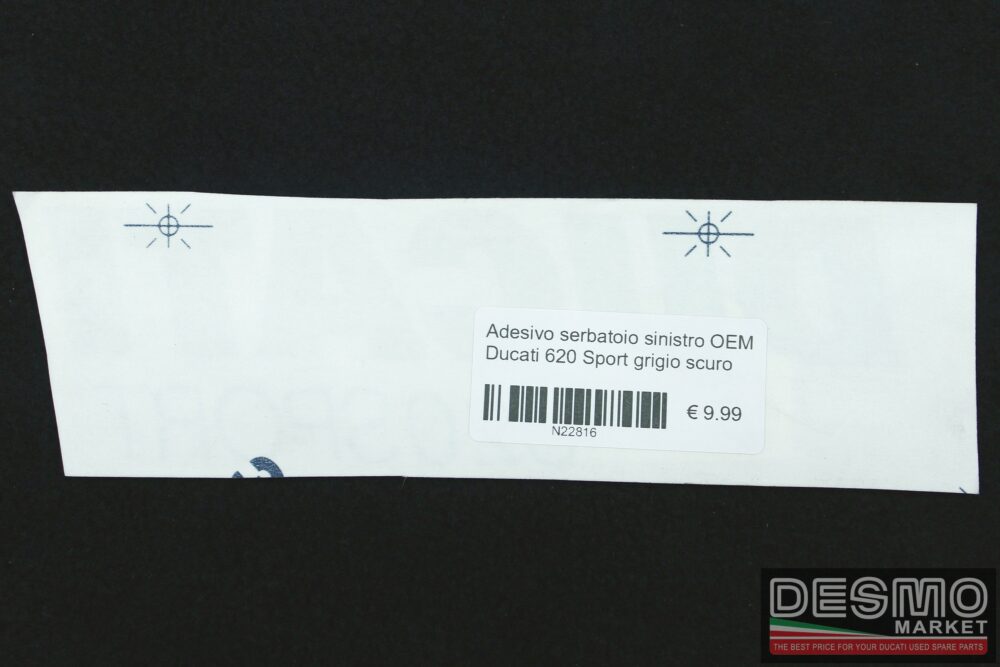 Adesivo serbatoio sinistro OEM
Ducati 620 Sport grigio scuro
€ 9.99
N22816
DESMO
MARKET
THE BEST PRICE FOR YOUR DUCATI USED SPARE PARTS